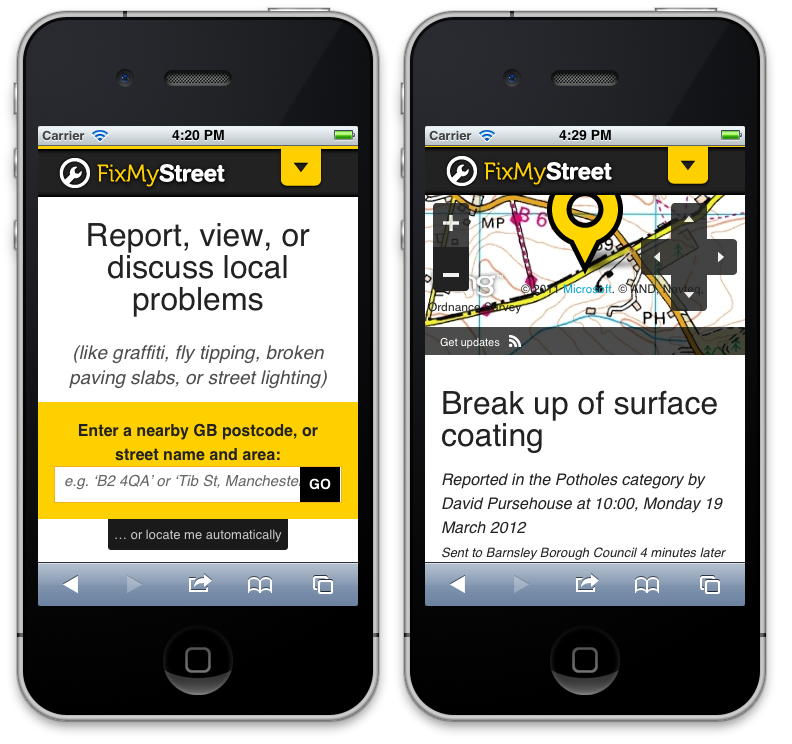 Carrier 4:20 PM
FixMyStreet
Report, view, or
discuss local
problems
(like graffiti, fly tipping, broken
paving slabs, or street lighting)
Enter a nearby GB postcode, or
street name and area:
e.g. ‘B2 4QA’ or ‘Tib St, Mancheste
GO
… or locate me automatically
Carrier 4:29 PM
FixMyStreet
MP
B 6
© 2011 Microsoft. © AND, Navteq,
Ordnance Survey
PH
Get updates
Break up of surface
coating
Reported in the Potholes category by
David Pursehouse at 10:00, Monday 19
March 2012
Sent to Barnsley Borough Council 4 minutes later